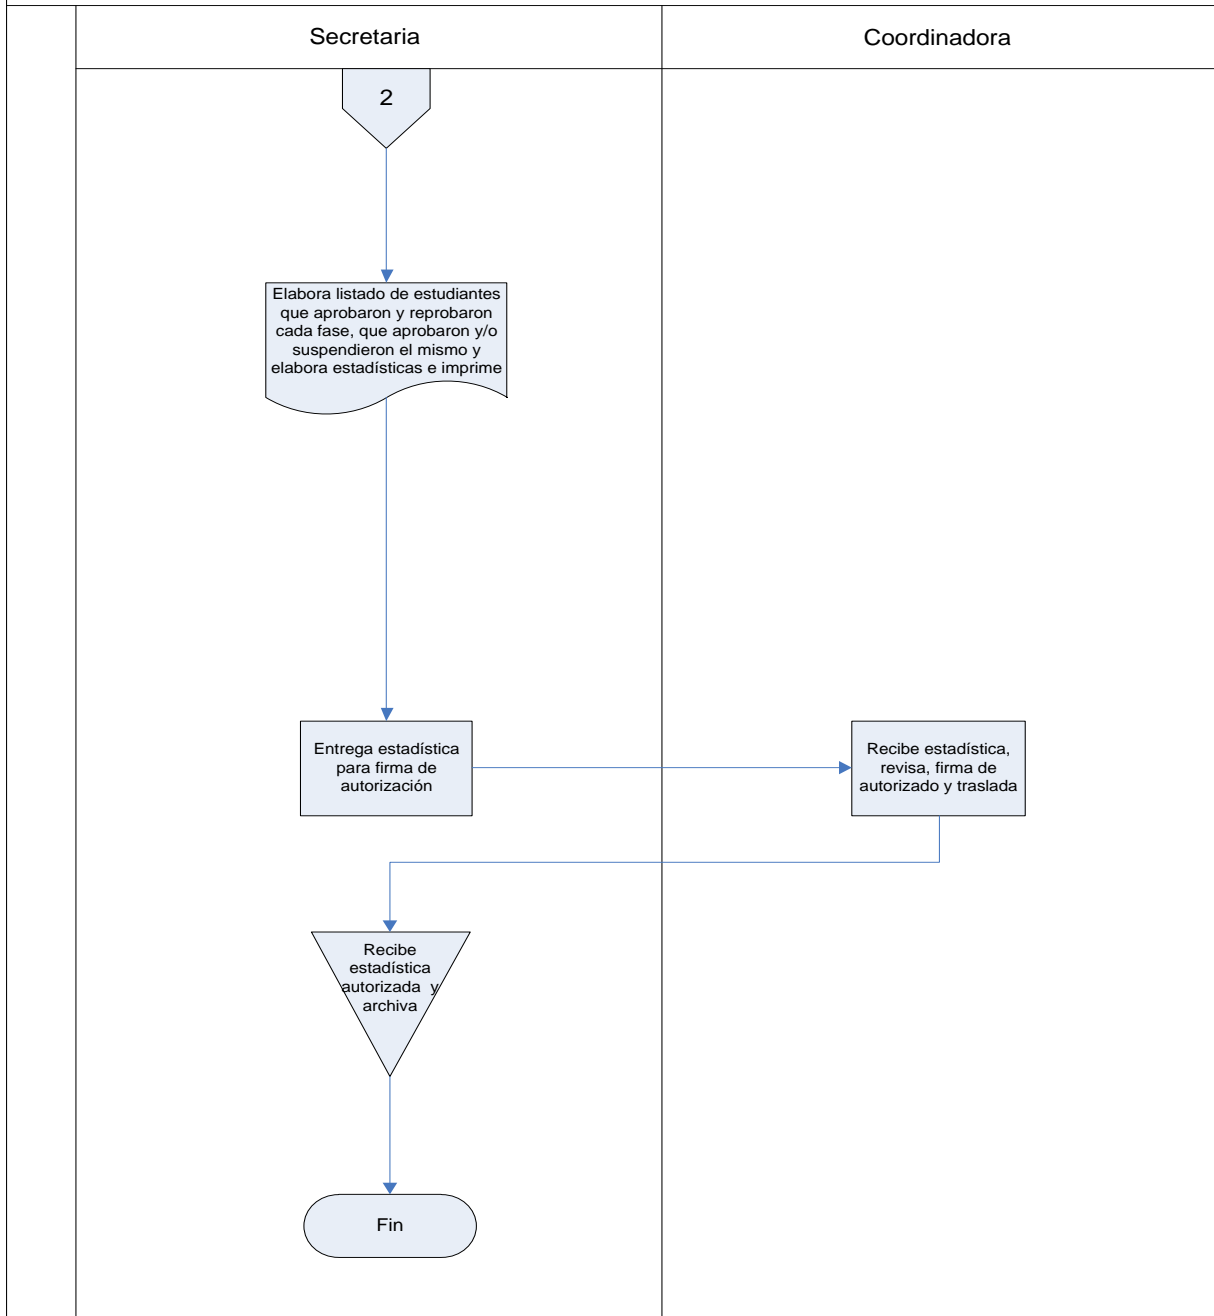 Secretaria
Coordinadora
2
Elabora listado de estudiantes
que aprobaron y reprobaron
cada fase, que aprobaron y/o
suspendieron el mismo y
elabora estadísticas e imprime
Entrega estadística
para firma de
autorización
Recibe estadística,
revisa, firma de
autorizado y traslada
Recibe
estadística
autorizada y
archiva
Fin